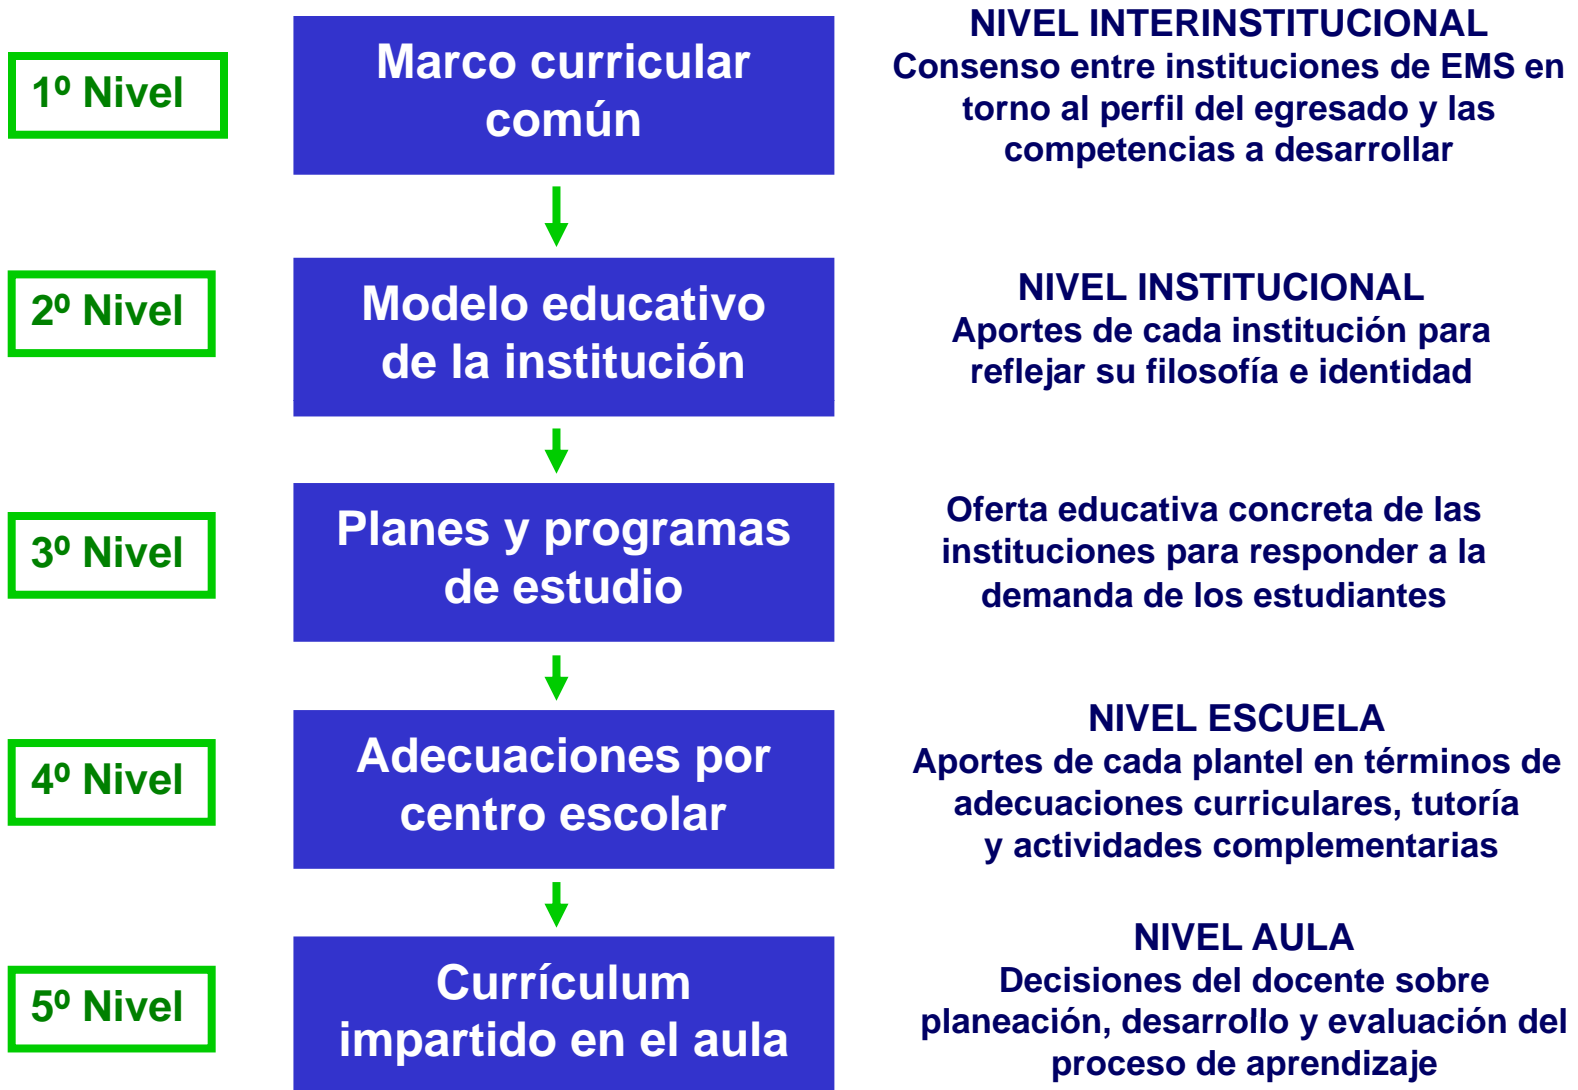 1º Nivel
Marco curricular
común
NIVEL INTERINSTITUCIONAL
Consenso entre instituciones de EMS en
torno al perfil del egresado y las
competencias a desarrollar
2º Nivel
Modelo educativo
de la institución
NIVEL INSTITUCIONAL
Aportes de cada institución para
reflejar su filosofía e identidad
3º Nivel
Planes y programas
de estudio
Oferta educativa concreta de las
instituciones para responder a la
demanda de los estudiantes
4º Nivel
Adecuaciones por
centro escolar
NIVEL ESCUELA
Aportes de cada plantel en términos de
adecuaciones curriculares, tutoría
y actividades complementarias
5º Nivel
Currículum
impartido en el aula
NIVEL AULA
Decisiones del docente sobre
planeación, desarrollo y evaluación del
proceso de aprendizaje